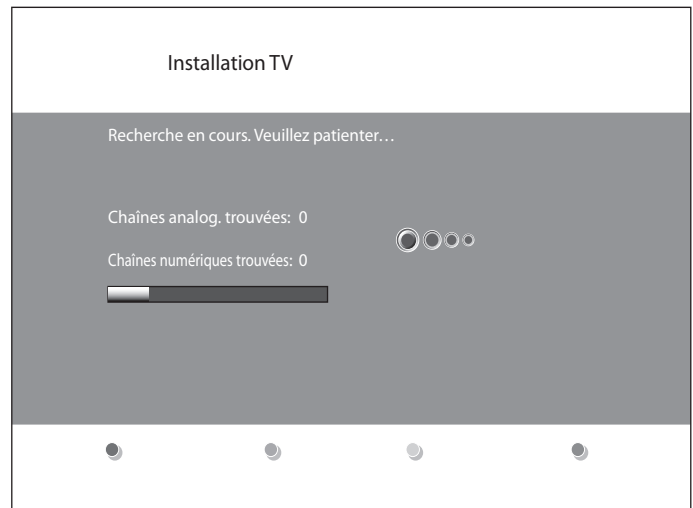 Installation TV
Recherche en cours. Veuillez patienter…
Chaînes analog. trouvées: 0
Chaînes numériques trouvées: 0